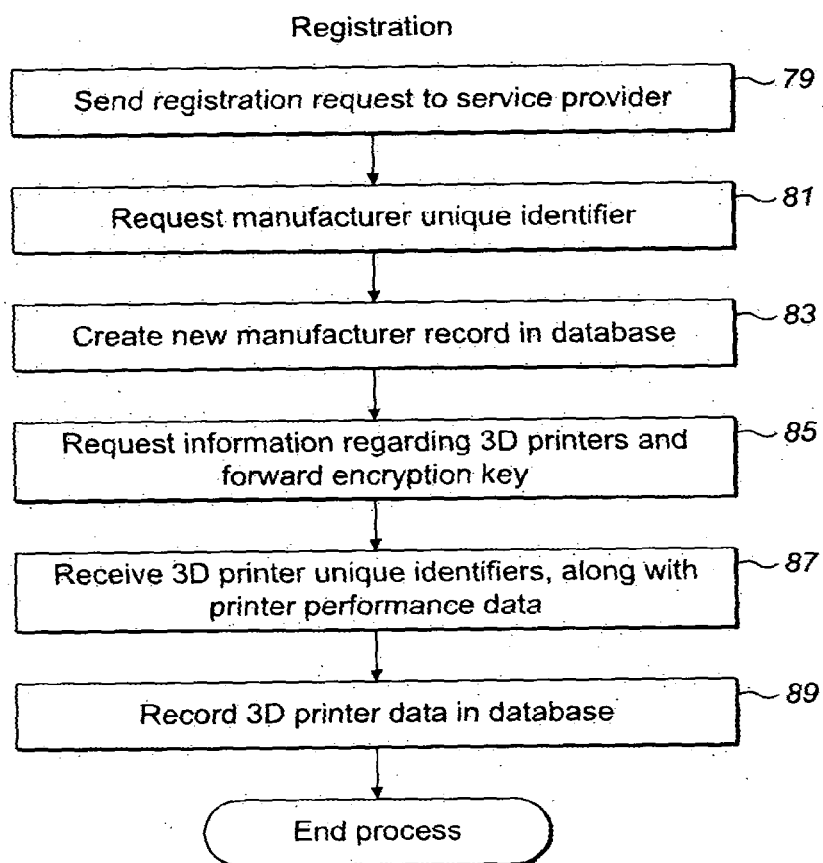 Registration
Send registration request to service provider
79
Request manufacturer unique identifier
81
Create new manufacturer record in database
83
Request information regarding 3D printers and
forward encryption key
85
Receive 3D printer unique identifiers, along with
printer performance data
87
Record 3D printer data in database
89
End process